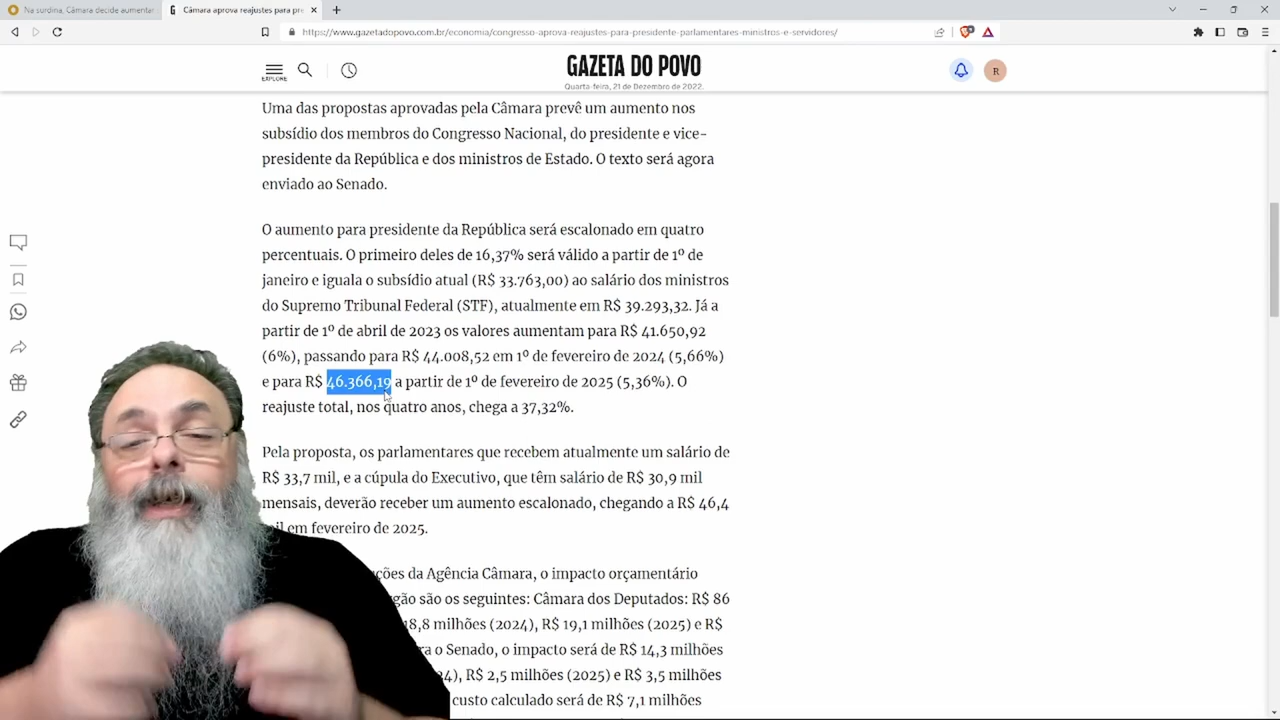 Na surdina, Câmara decide aumentar
Câmara aprova reajustes para pre
https://www.gazetadopovo.com.br/economia/congresso-aprova-reajustes-para-presidente-parlamentares-ministros-e-servidores/
EXPLORE
GAZETA DO POVO
Quarta-feira, 21 de Dezembro de 2022.
R
Uma das propostas aprovadas pela Câmara prevê um aumento nos
subsídio dos membros do Congresso Nacional, do presidente e vice-
presidente da República e dos ministros de Estado. O texto será agora
enviado ao Senado.
O aumento para presidente da República será escalonado em quatro
percentuais. O primeiro deles de 16,37% será válido a partir de 1º de
janeiro e iguala o subsídio atual (R$ 33.763,00) ao salário dos ministros
do Supremo Tribunal Federal (STF), atualmente em R$ 39.293,32. Já a
partir de 1º de abril de 2023 os valores aumentam para R$ 41.650,92
(6%), passando para R$ 44.008,52 em 1º de fevereiro de 2024 (5,66%)
e para R$ 46.366,19 a partir de 1º de fevereiro de 2025 (5,36%). O
reajuste total, nos quatro anos, chega a 37,32%.
Pela proposta, os parlamentares que recebem atualmente um salário de
R$ 33,7 mil, e a cúpula do Executivo, que têm salário de R$ 30,9 mil
mensais, deverão receber um aumento escalonado, chegando a R$ 46,4
em fevereiro de 2025.
da Agência Câmara, o impacto orçamentário
são os seguintes: Câmara dos Deputados: R$ 86
milhões (2024), R$ 19,1 milhões (2025) e R$
o Senado, o impacto será de R$ 14,3 milhões
R$ 2,5 milhões (2025) e R$ 3,5 milhões
custo calculado será de R$ 7,1 milhões